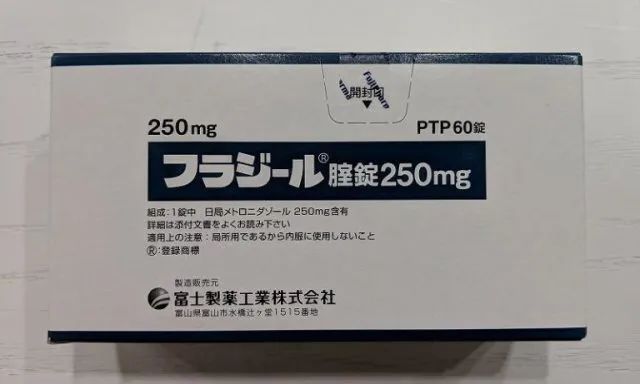 開封口
250mg
PTP 60錠
フラジール® 腟錠250mg
組成:1錠中 日局メトロニダゾール 250mg含有
詳細は添付文書をよくお読み下さい
適用上の注意:局所用であるから内服に使用しないこと
®:登録商標
製造販売元
富士製薬工業株式会社
富山県富山市水橋辻ヶ堂1515番地